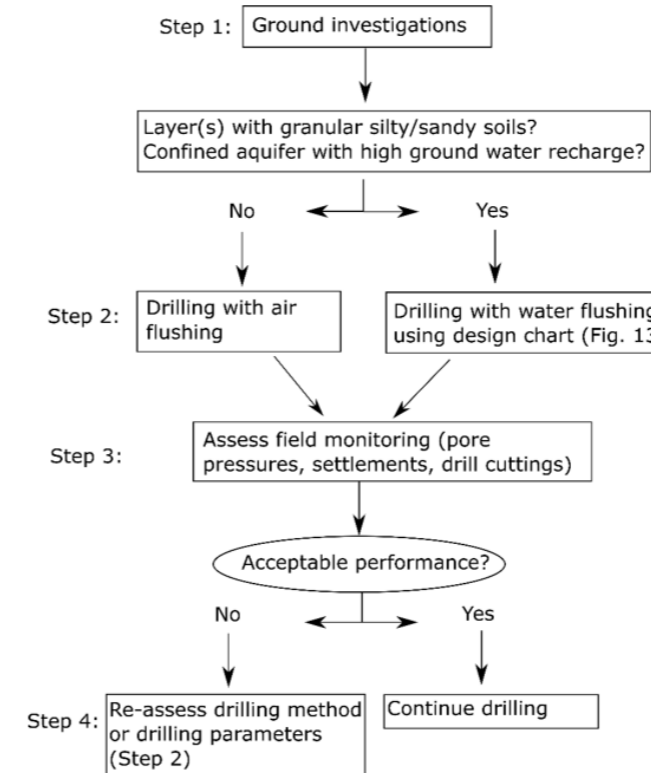 Step 1: Ground investigations
Layer(s) with granular silty/sandy soils?
Confined aquifer with high ground water recharge?
No
Yes
Step 2:
Drilling with air
flushing
Drilling with water flushing
using design chart (Fig. 13
Step 3:
Assess field monitoring (pore
pressures, settlements, drill cuttings)
Acceptable performance?
No
Yes
Step 4:
Re-assess drilling method
or drilling parameters
(Step 2)
Continue drilling